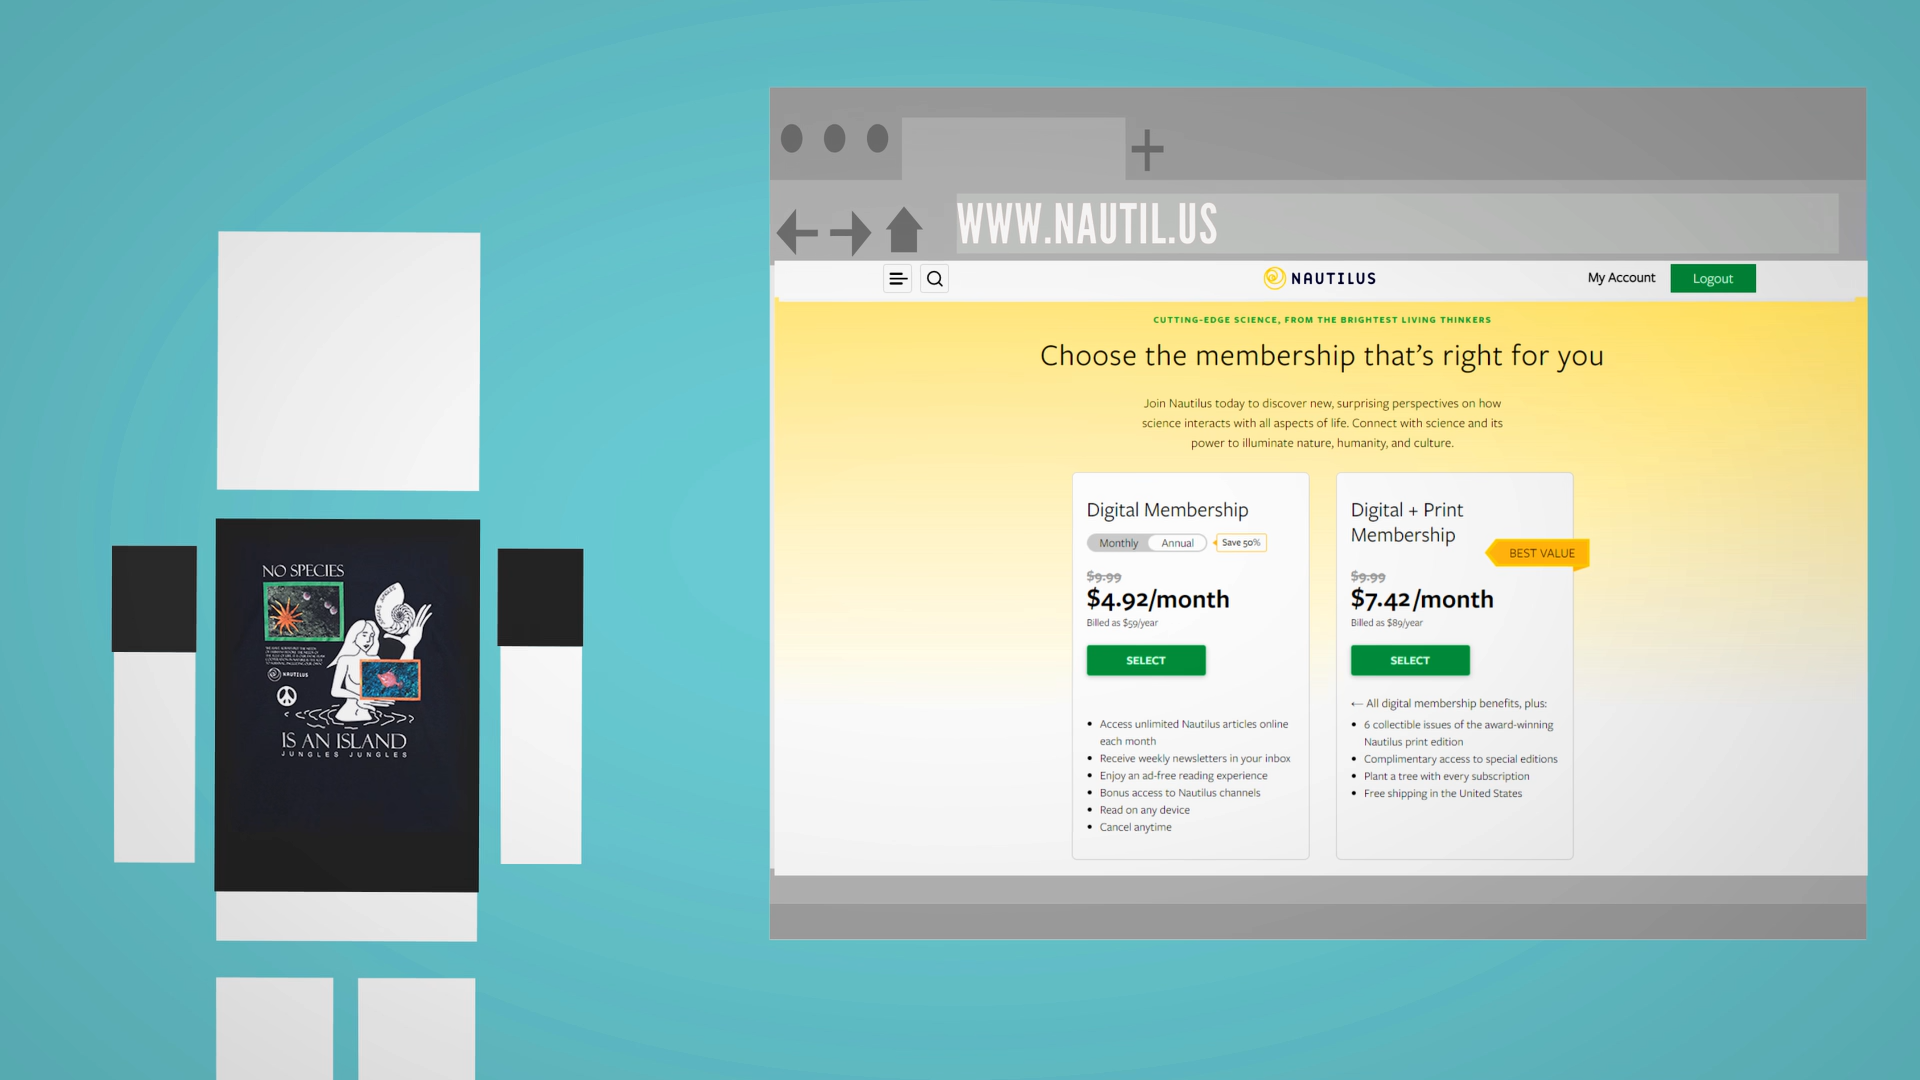 NO SPECIES
NAUTILUS
IS AN ISLAND
JUNGLES JUNGLES
WWW.NAUTIL.US
NAUTILUS
My Account
Logout
CUTTING-EDGE SCIENCE, FROM THE BRIGHTEST LIVING THINKERS
Choose the membership that's right for you
Join Nautilus today to discover new, surprising perspectives on how
science interacts with all aspects of life. Connect with science and its
power to illuminate nature, humanity, and culture.
Digital Membership
Monthly
Annual
Save 50%
$9.99
$4.92/month
Billed as $59/year
SELECT
• Access unlimited Nautilus articles online
each month
• Receive weekly newsletters in your inbox
• Enjoy an ad-free reading experience
• Bonus access to Nautilus channels
• Read on any device
• Cancel anytime
Digital + Print
Membership
BEST VALUE
$9.99
$7.42/month
Billed as $89/year
SELECT
← All digital membership benefits, plus:
• 6 collectible issues of the award-winning
Nautilus print edition
• Complimentary access to special editions
• Plant a tree with every subscription
• Free shipping in the United States